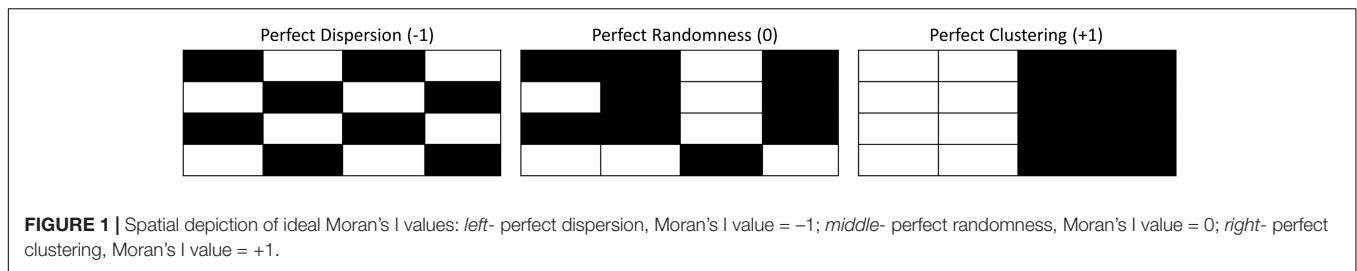 Perfect Dispersion (-1) Perfect Randomness (0) Perfect Clustering (+1)
FIGURE 1 | Spatial depiction of ideal Moran’s I values: left- perfect dispersion, Moran’s I value = –1; middle- perfect randomness, Moran’s I value = 0; right- perfect
clustering, Moran’s I value = +1.